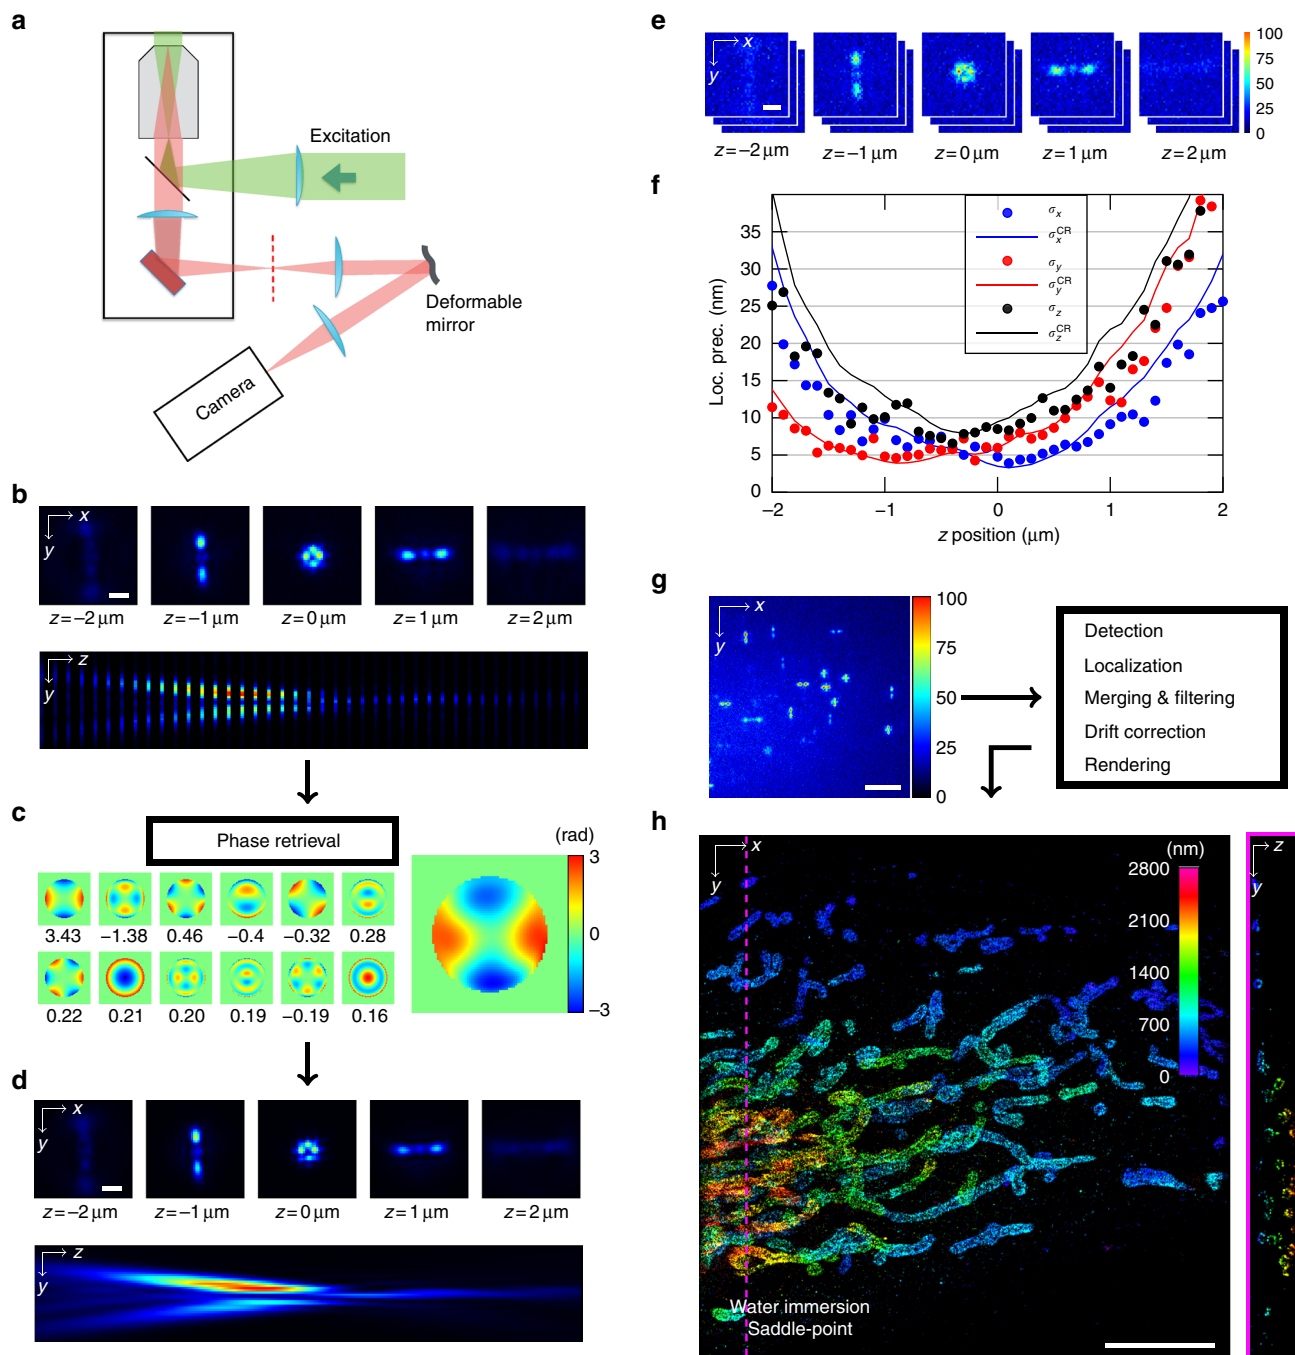 a
Excitation
Deformable
mirror
Camera
b
x
y
z=−2 μm
z=−1 μm
z=0 μm
z=1 μm
z=2 μm
z
y
c
Phase retrieval
(rad)
3
0
−3
3.43
−1.38
0.46
−0.4
−0.32
0.28
0.22
0.21
0.20
0.19
−0.19
0.16
d
x
y
z=−2 μm
z=−1 μm
z=0 μm
z=1 μm
z=2 μm
z
y
e
x
y
100
75
50
25
0
z=−2 μm
z=−1 μm
z=0 μm
z=1 μm
z=2 μm
f
Loc. prec. (nm)
35
30
25
20
15
10
5
0
σx
σxCR
σy
σyCR
σz
σzCR
−2
−1
0
1
2
z position (μm)
g
x
y
100
75
50
25
0
Detection
Localization
Merging & filtering
Drift correction
Rendering
h
x
y
(nm)
2800
2100
1400
700
0
Water immersion
Saddle-point
z
y